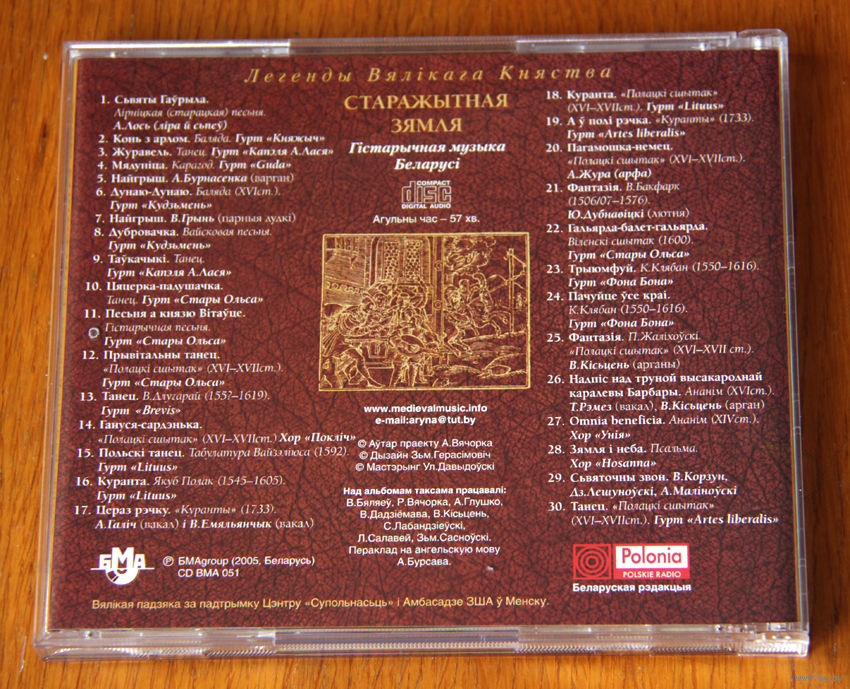 Легенды Вялікага Княства
1. Сьвяты Гаўрыла.
Лірніцкая (старацкая) песьня.
А.Лось (ліра й сьпеў)
2. Конь з арлом. Баляда. Гурт «Княжыч»
3. Журавель. Танец. Гурт «Капэля А.Лася»
4. Мядуніца. Карагод. Гурт «Guda»
5. Найгрыш. А.Бурнасенка (варган)
6. Дунаю-Дунаю. Баляда (XVIст.).
Гурт «Кудзьмень»
7. Найгрыш. В.Грынь (парныя дудкі)
8. Дубровачка. Вайсковая песьня.
Гурт «Кудзьмень»
9. Таўкачыкі. Танец.
Гурт «Капэля А.Лася»
10. Цяцерка-падушачка.
Танец. Гурт «Стары Ольса»
11. Песьня а князю Вітаўце.
Гістарычная песьня.
Гурт «Стары Ольса»
12. Прывітальны танец.
«Полацкі сшытак» (XVI–XVIIст.).
Гурт «Стары Ольса»
13. Танец. В.Длугарай (1557–1619).
Гурт «Brevis»
14. Гануся-сардэнька.
«Полацкі сшытак» (XVI–XVIIст.) Хор «Покліч»
15. Польскі танец. Табулатура Вайзэліюса (1592).
Гурт «Lituus»
16. Куранта. Якуб Полак (1545–1605).
Гурт «Lituus»
17. Цераз рэчку. «Куранты» (1733).
А.Галіч (вакал) і В.Емяльянчык (вакал)
СТАРАЖЫТНАЯ
ЗЯМЛЯ
Гістарычная музыка
Беларусі
COMPACT
disc
DIGITAL AUDIO
Агульны час – 57 хв.
www.medievalmusic.info
e-mail:aryna@tut.by
© Аўтар праекту А.Вячорка
© Дызайн Зьм.Герасімовіч
© Мастэрынг Ул.Давыдоўскі
Над альбомам таксама працавалі:
В.Бяляеў, Р.Вячорка, А.Глушко,
В.Дадзіёмава, В.Кісьцень,
С.Лабандзіеўскі,
Л.Салавей, Зьм.Сасноўскі.
Пераклад на ангельскую мову
А.Бурсава.
18. Куранта. «Полацкі сшытак»
(XVI–XVIIст.). Гурт «Lituus»
19. А ў полі рэчка. «Куранты» (1733).
Гурт «Artes liberalis»
20. Пагамошка-немец.
«Полацкі сшытак» (XVI–XVIIст.).
А.Жура (арфа)
21. Фантазія. В.Бакфарк
(1506/07–1576).
Ю.Дубнавіцкі (лютня)
22. Гальярда-балет-гальярда.
Віленскі сшытак (1600).
Гурт «Стары Ольса»
23. Трыюмфуй. К.Клябан (1550–1616).
Гурт «Фона Бона»
24. Пачуйце ўсе краі.
К.Клябан (1550–1616).
Гурт «Фона Бона»
25. Фантазія. П.Жаліхоўскі.
«Полацкі сшытак» (XVI–XVII ст.).
В.Кісьцень (арганы)
26. Надпіс над труной высакароднай
каралевы Барбары. Ананім (XVIст.).
Т.Рэмез (вакал), В.Кісьцень (арган)
27. Omnia beneficia. Ананім (XIVст.).
Хор «Унія»
28. Зямля і неба. Псальма.
Хор «Hosanna»
29. Сьвяточны звон. В.Корзун,
Дз.Лешуноўскі, А.Маліноўскі
30. Танец. «Полацкі сшытак»
(XVI–XVIIст.). Гурт «Artes liberalis»
БМА
℗ БМАgroup (2005, Беларусь)
CD BMA 051
Polonia
POLSKIE RADIO
Беларуская рэдакцыя
Вялікая падзяка за падтрымку Цэнтру «Супольнасьць» і Амбасадзе ЗША ў Менску.